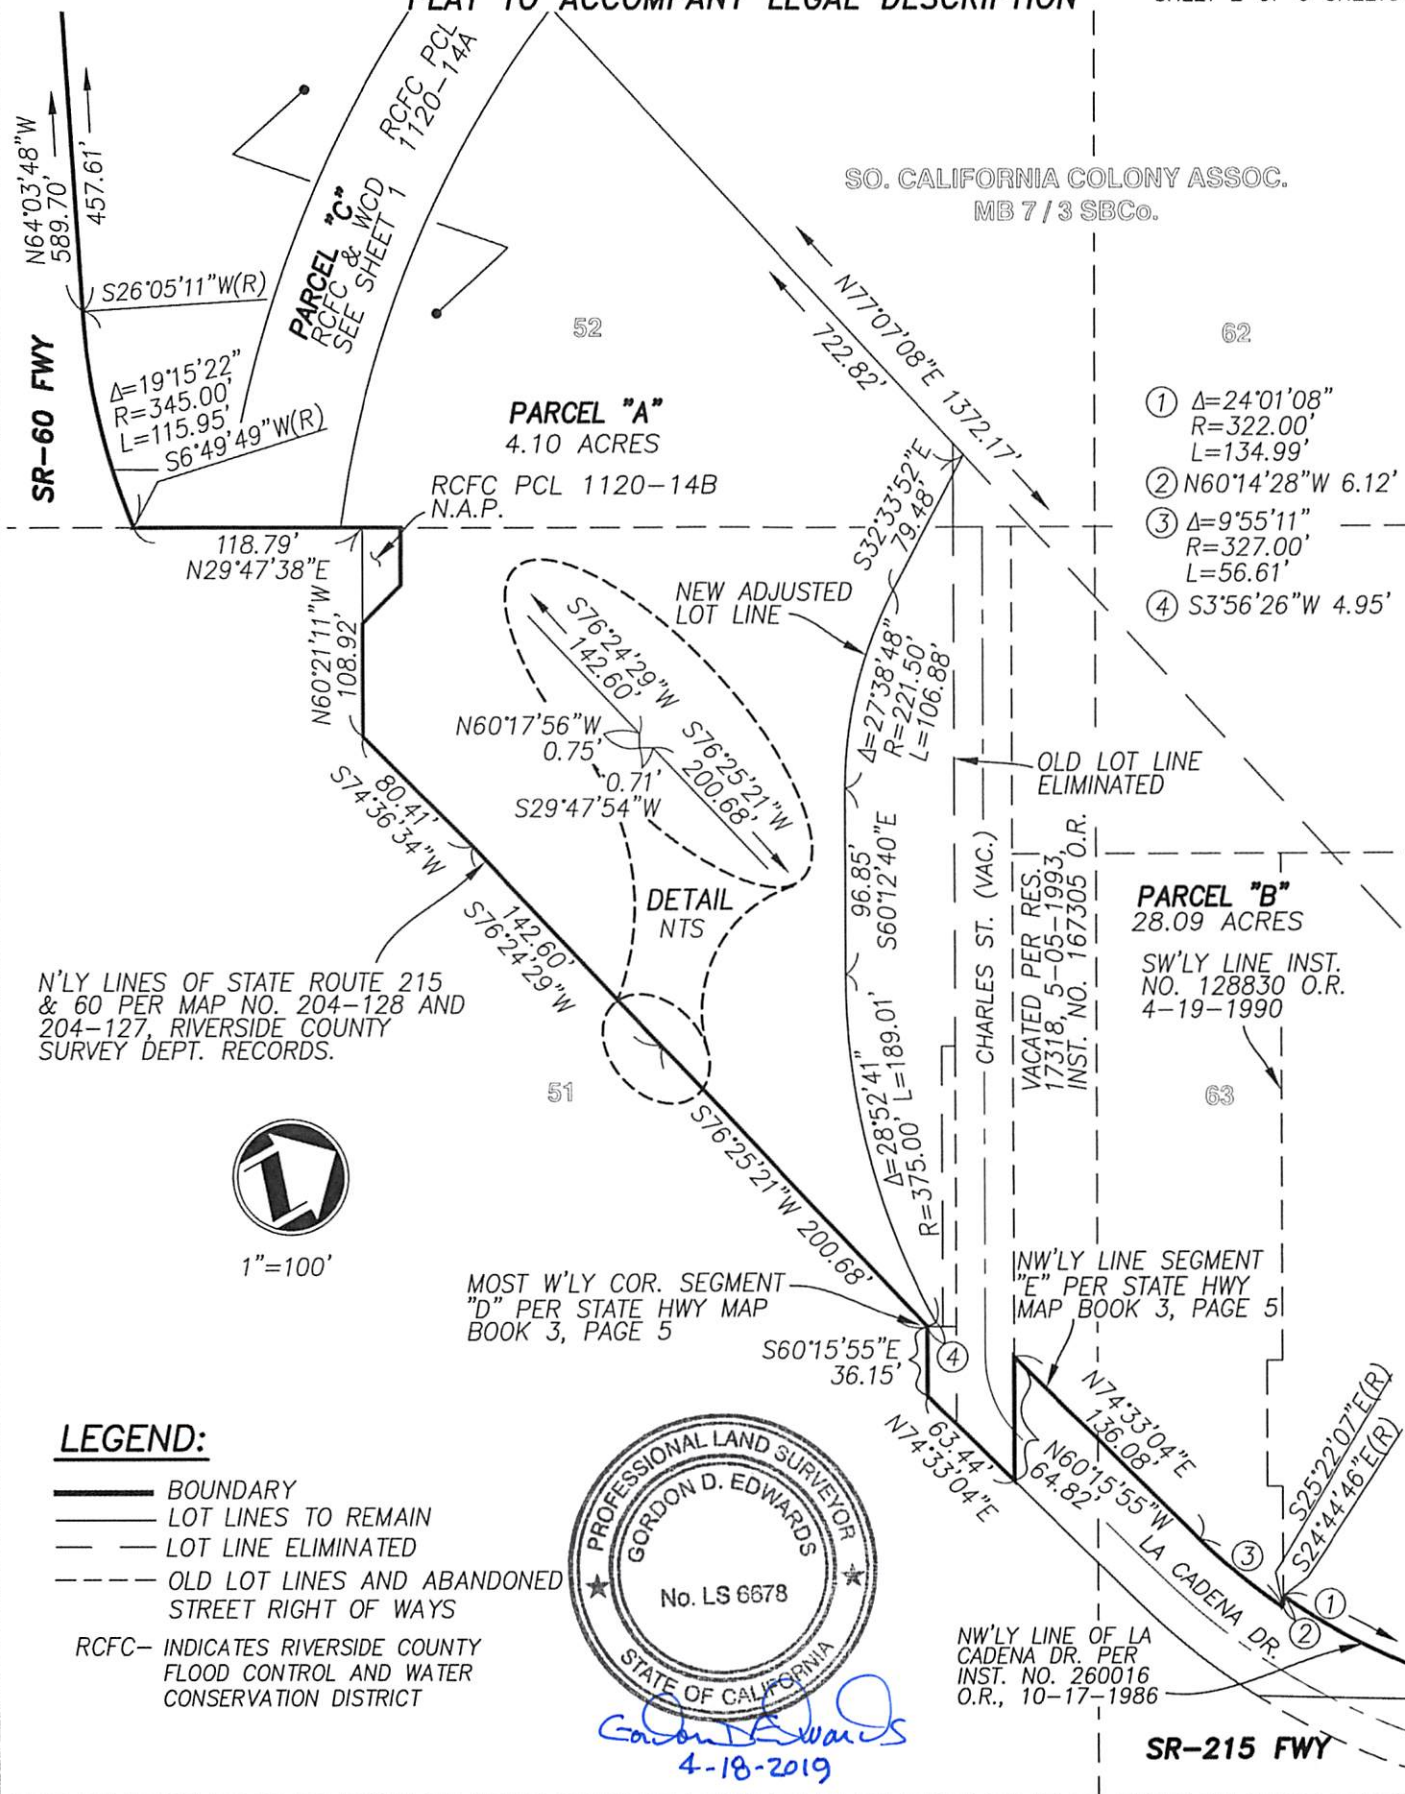 PLAT TO ACCOMPANY LEGAL DESCRIPTION
N64°03'48"W
589.70'
457.61'
RCFC PCL
1120-14A
PARCEL "C"
RCFC & WCD
SEE SHEET 1
SO. CALIFORNIA COLONY ASSOC.
MB 7 / 3 SBCo.
S26°05'11"W(R)
SR-60 FWY
Δ=19°15'22"
R=345.00'
L=115.95'
S6°49'49"W(R)
52
62
N77°07'08"E 1372.17'
722.82'
PARCEL "A"
4.10 ACRES
RCFC PCL 1120-14B
N.A.P.
① Δ=24°01'08"
R=322.00'
L=134.99'
② N60°14'28"W 6.12'
③ Δ=9°55'11"
R=327.00'
L=56.61'
④ S3°56'26"W 4.95'
118.79'
N29°47'38"E
S32°33'52"E
79.48'
NEW ADJUSTED
LOT LINE
N60°21'11"W
108.92'
S76°24'29"W
142.60'
N60°17'56"W
0.75'
0.71'
S29°47'54"W
S76°25'21"W
200.68'
Δ=27°38'48"
R=221.50'
L=106.88'
OLD LOT LINE
ELIMINATED
80.41'
S74°36'34"W
96.85'
S60°12'40"E
CHARLES ST. (VAC.)
VACATED PER RES.
17318, 5-05-1993,
INST. NO. 167305 O.R.
PARCEL "B"
28.09 ACRES
DETAIL
NTS
142.60'
S76°24'29"W
SW'LY LINE INST.
NO. 128830 O.R.
4-19-1990
N'LY LINES OF STATE ROUTE 215
& 60 PER MAP NO. 204-128 AND
204-127, RIVERSIDE COUNTY
SURVEY DEPT. RECORDS.
51
63
Δ=28°52'41"
R=375.00' L=189.01'
S76°25'21"W 200.68'
1"=100'
MOST W'LY COR. SEGMENT
"D" PER STATE HWY MAP
BOOK 3, PAGE 5
NW'LY LINE SEGMENT
"E" PER STATE HWY
MAP BOOK 3, PAGE 5
S60°15'55"E
36.15'
④
63.44'
N74°33'04"E
N74°33'04"E
136.08'
N60°15'55"W
64.82'
S25°22'07"E(R)
S24°44'46"E(R)
③
①
②
LA CADENA DR.
LEGEND:
BOUNDARY
LOT LINES TO REMAIN
LOT LINE ELIMINATED
OLD LOT LINES AND ABANDONED
STREET RIGHT OF WAYS
RCFC- INDICATES RIVERSIDE COUNTY
FLOOD CONTROL AND WATER
CONSERVATION DISTRICT
PROFESSIONAL LAND SURVEYOR
GORDON D. EDWARDS
No. LS 6678
STATE OF CALIFORNIA
Gordon D Edwards
4-18-2019
NW'LY LINE OF LA
CADENA DR. PER
INST. NO. 260016
O.R., 10-17-1986
SR-215 FWY